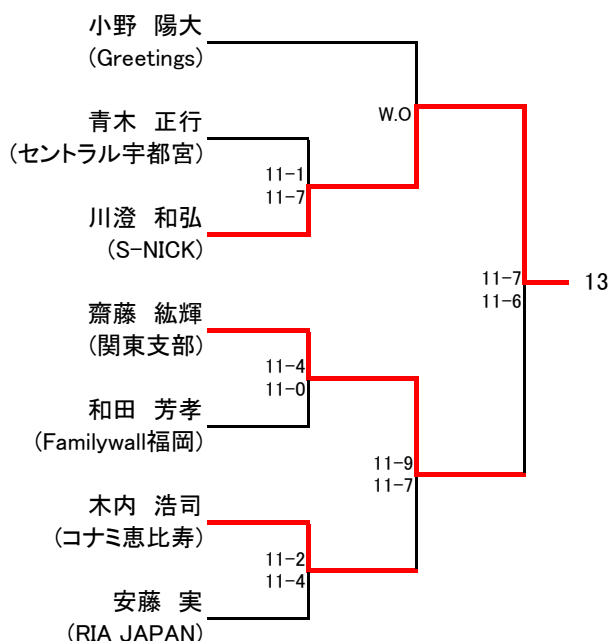 小野 陽大
(Greetings)
W.O
青木 正行
(セントラル宇都宮)
11-1
11-7
川澄 和弘
(S-NICK)
11-7
11-6
13
齋藤 紘輝
(関東支部)
11-4
11-0
和田 芳孝
(Familywall福岡)
11-9
11-7
木内 浩司
(コナミ恵比寿)
11-2
11-4
安藤 実
(RIA JAPAN)